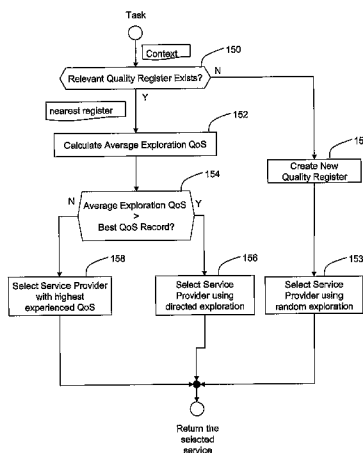 Task
Context
150
Relevant Quality Register Exists?
N
nearest register
Y
152
Calculate Average Exploration QoS
15
Create New
Quality Register
154
N
Average Exploration QoS
>
Best QoS Record?
Y
158
156
153
Select Service Provider
with highest
experienced QoS
Select Service
Provider using
directed exploration
Select Service
Provider using
random exploration
Return the
selected
service